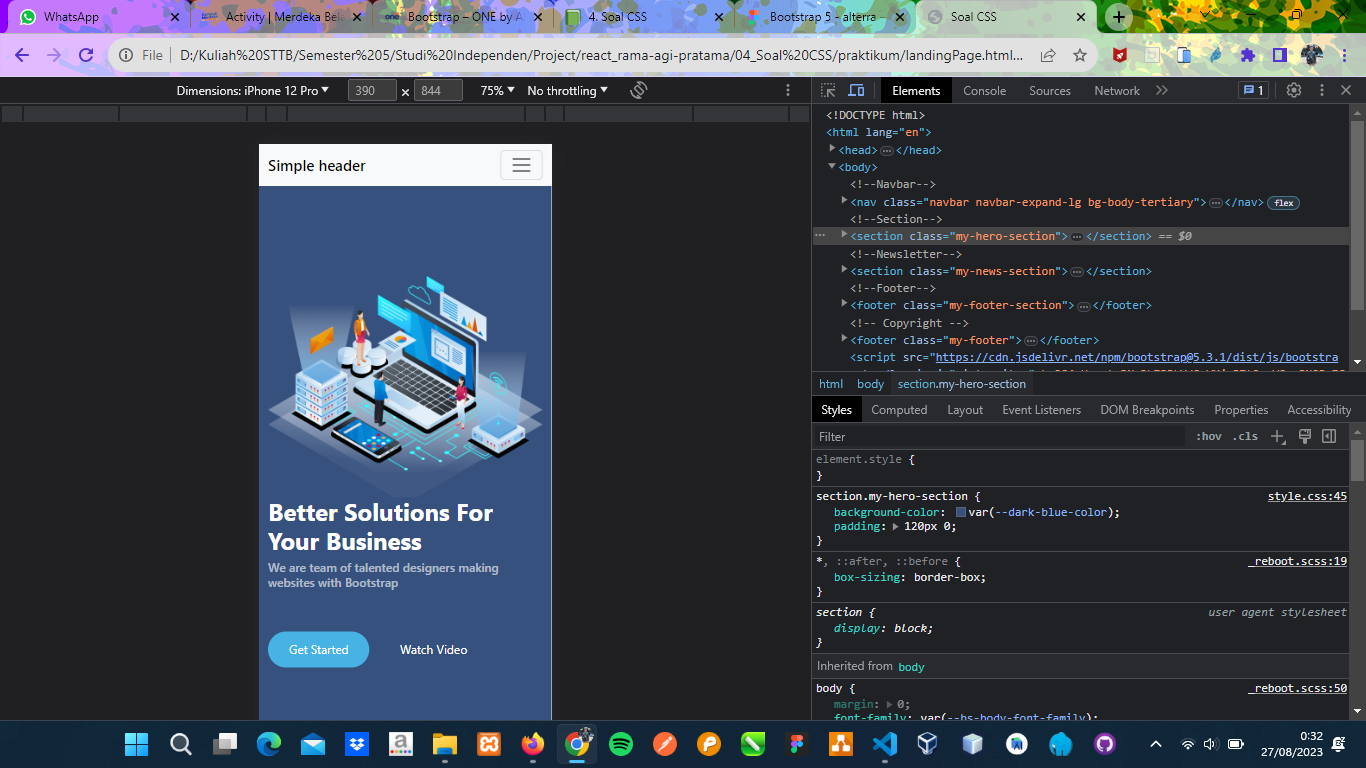 WhatsApp
Activity | Merdeka Bela
Bootstrap – ONE by A
4. Soal CSS
Bootstrap 5 - alterra –
Soal CSS
File
D:/Kuliah%20STTB/Semester%205/Studi%20Independen/Project/react_rama-agi-pratama/04_Soal%20CSS/praktikum/landingPage.html...
Dimensions: iPhone 12 Pro
390
×
844
75%
No throttling
Elements
Console
Sources
Network
1
Simple header
Better Solutions For
Your Business
We are team of talented designers making
websites with Bootstrap
Get Started
Watch Video
<!DOCTYPE html>
<html lang="en">
<head>…</head>
<body>
<!--Navbar-->
<nav class="navbar navbar-expand-lg bg-body-tertiary">…</nav> flex
<!--Section-->
<section class="my-hero-section">…</section> == $0
<!--Newsletter-->
<section class="my-news-section">…</section>
<!--Footer-->
<footer class="my-footer-section">…</footer>
<!-- Copyright -->
<footer class="my-footer">…</footer>
<script src="https://cdn.jsdelivr.net/npm/bootstrap@5.3.1/dist/js/bootstra
html
body
section.my-hero-section
Styles
Computed
Layout
Event Listeners
DOM Breakpoints
Properties
Accessibility
Filter
:hov
.cls
element.style {
}
section.my-hero-section {
style.css:45
background-color: var(--dark-blue-color);
padding: 120px 0;
}
*, ::after, ::before {
_reboot.scss:19
box-sizing: border-box;
}
section {
user agent stylesheet
display: block;
}
Inherited from body
body {
_reboot.scss:50
margin: 0;
font-family: var(--bs-body-font-family);
0:32
27/08/2023